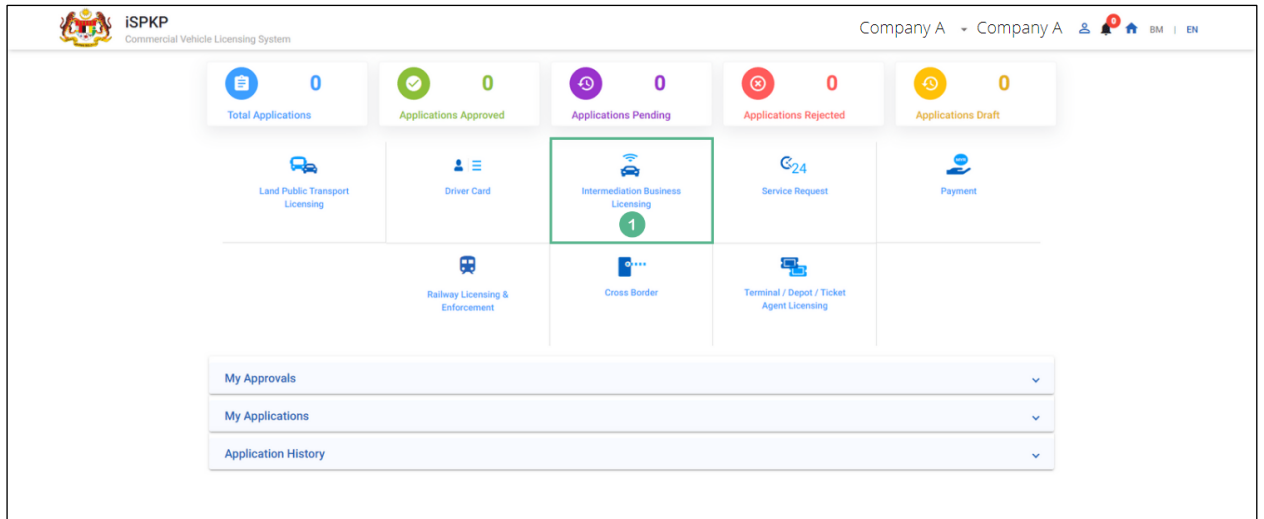 iSPKP
Commercial Vehicle Licensing System
Company A Company A 0 BM | EN
0 0 0 0 0
Total Applications Applications Approved Applications Pending Applications Rejected Applications Draft
24
Land Public Transport
Licensing
Driver Card
Intermediation Business
Licensing
1
Service Request
Payment
Railway Licensing &
Enforcement
Cross Border
Terminal / Depot / Ticket
Agent Licensing
My Approvals
My Applications
Application History